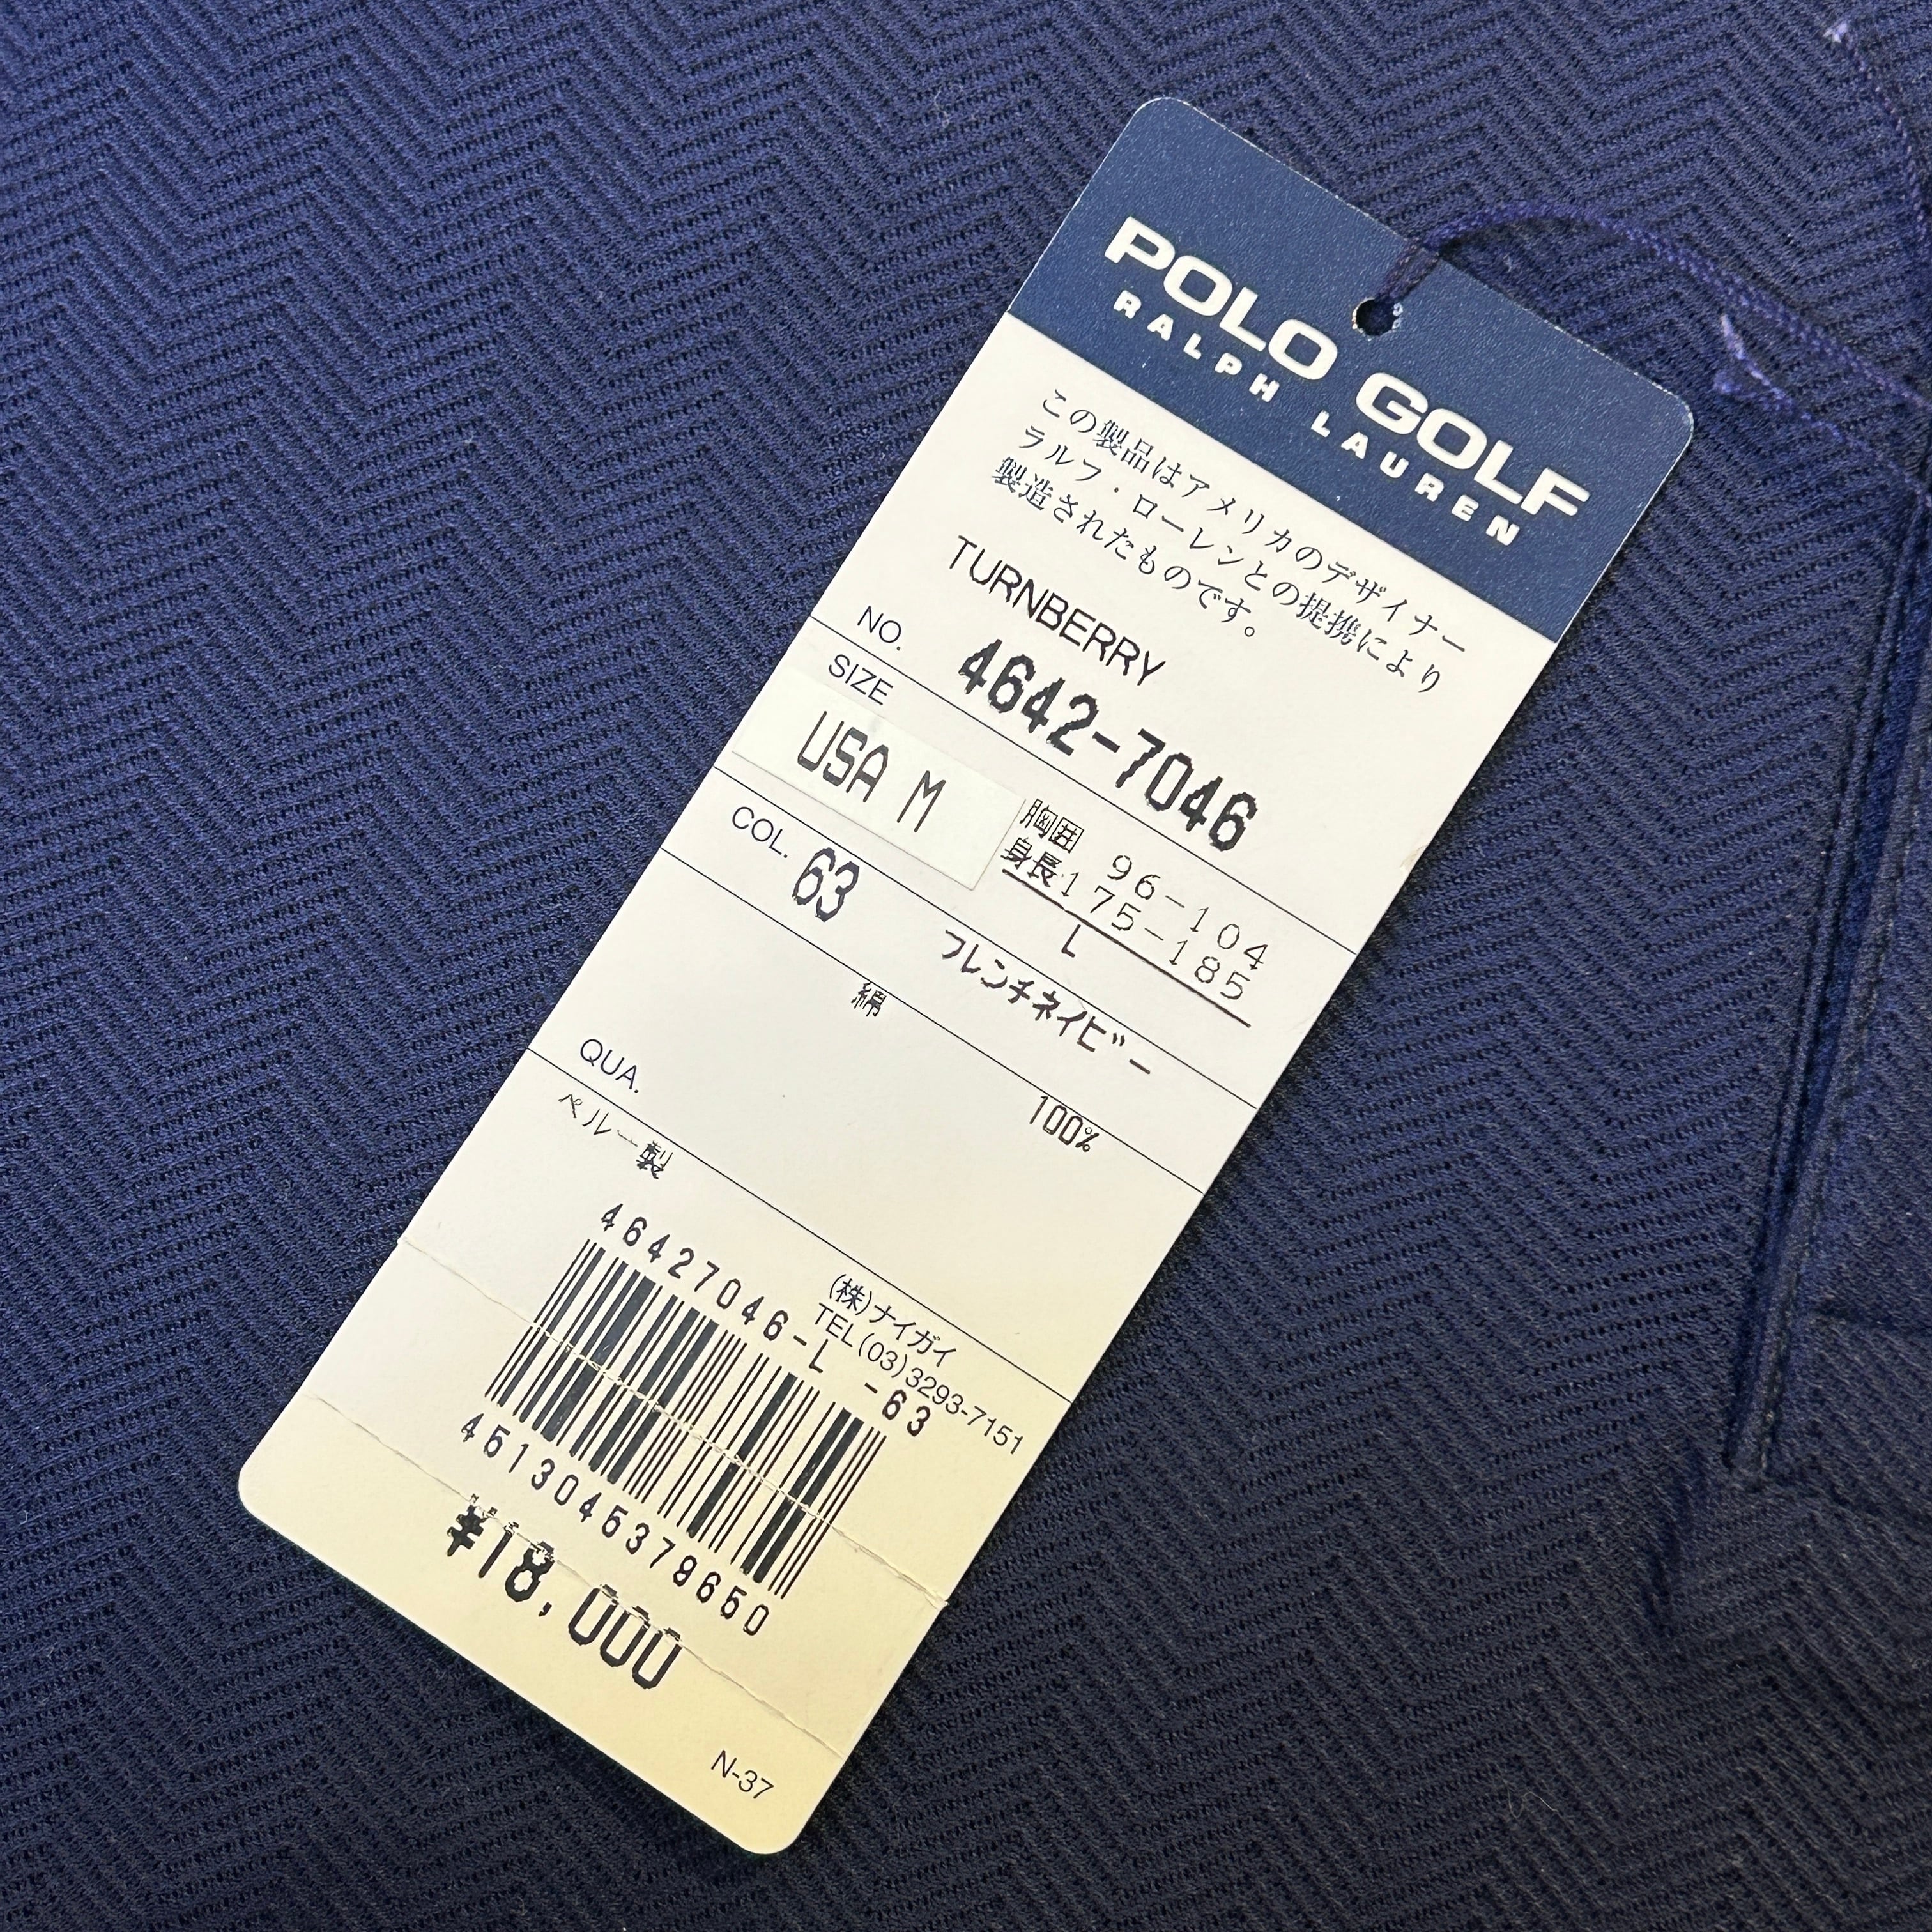 POLO GOLF
RALPH LAUREN
この製品はアメリカのデザイナー
ラルフ・ローレンとの提携により
製造されたものです。
TURNBERRY
NO. 4642-7046
SIZE
USA M
胸囲 96-104
身長175-185
L
COL. 63 フレンチネイビー
綿 100%
QUA.
ペルー製
(株)ナイガイ
TEL(03)3293-7151
46427046-L -63
4513045379650
¥18,000
N-37